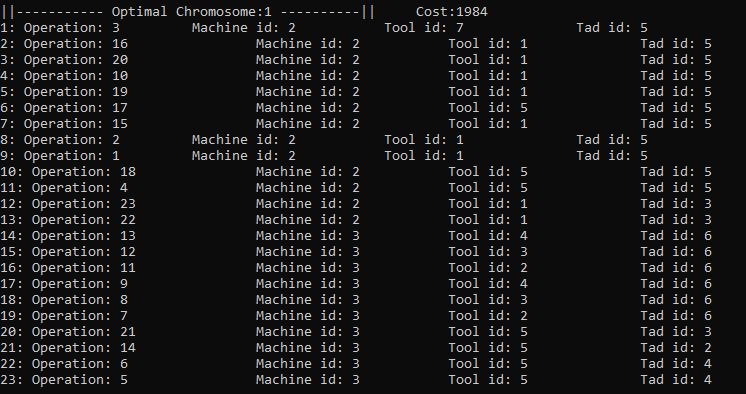 ||----------- Optimal Chromosome:1 ----------|| Cost:1984
1: Operation: 3 Machine id: 2 Tool id: 7 Tad id: 5
2: Operation: 16 Machine id: 2 Tool id: 1 Tad id: 5
3: Operation: 20 Machine id: 2 Tool id: 1 Tad id: 5
4: Operation: 10 Machine id: 2 Tool id: 1 Tad id: 5
5: Operation: 19 Machine id: 2 Tool id: 1 Tad id: 5
6: Operation: 17 Machine id: 2 Tool id: 5 Tad id: 5
7: Operation: 15 Machine id: 2 Tool id: 1 Tad id: 5
8: Operation: 2 Machine id: 2 Tool id: 1 Tad id: 5
9: Operation: 1 Machine id: 2 Tool id: 1 Tad id: 5
10: Operation: 18 Machine id: 2 Tool id: 5 Tad id: 5
11: Operation: 4 Machine id: 2 Tool id: 5 Tad id: 5
12: Operation: 23 Machine id: 2 Tool id: 1 Tad id: 3
13: Operation: 22 Machine id: 2 Tool id: 1 Tad id: 3
14: Operation: 13 Machine id: 3 Tool id: 4 Tad id: 6
15: Operation: 12 Machine id: 3 Tool id: 3 Tad id: 6
16: Operation: 11 Machine id: 3 Tool id: 2 Tad id: 6
17: Operation: 9 Machine id: 3 Tool id: 4 Tad id: 6
18: Operation: 8 Machine id: 3 Tool id: 3 Tad id: 6
19: Operation: 7 Machine id: 3 Tool id: 2 Tad id: 6
20: Operation: 21 Machine id: 3 Tool id: 5 Tad id: 3
21: Operation: 14 Machine id: 3 Tool id: 5 Tad id: 2
22: Operation: 6 Machine id: 3 Tool id: 5 Tad id: 4
23: Operation: 5 Machine id: 3 Tool id: 5 Tad id: 4